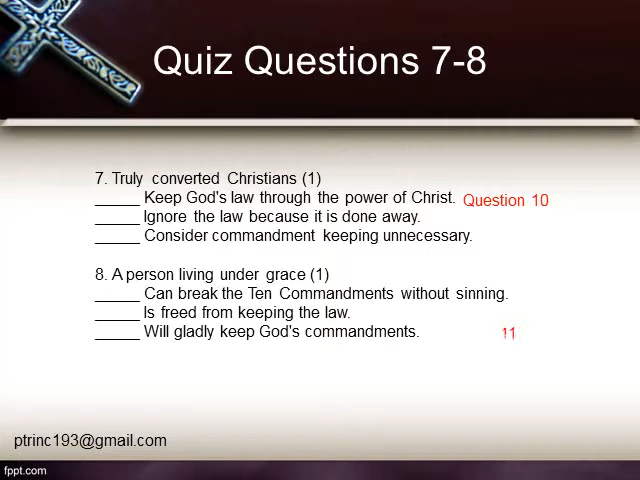 Quiz Questions 7-8
7. Truly converted Christians (1)
_____ Keep God's law through the power of Christ. Question 10
_____ Ignore the law because it is done away.
_____ Consider commandment keeping unnecessary.
8. A person living under grace (1)
_____ Can break the Ten Commandments without sinning.
_____ Is freed from keeping the law.
_____ Will gladly keep God's commandments. 11
ptrinc193@gmail.com
fppt.com